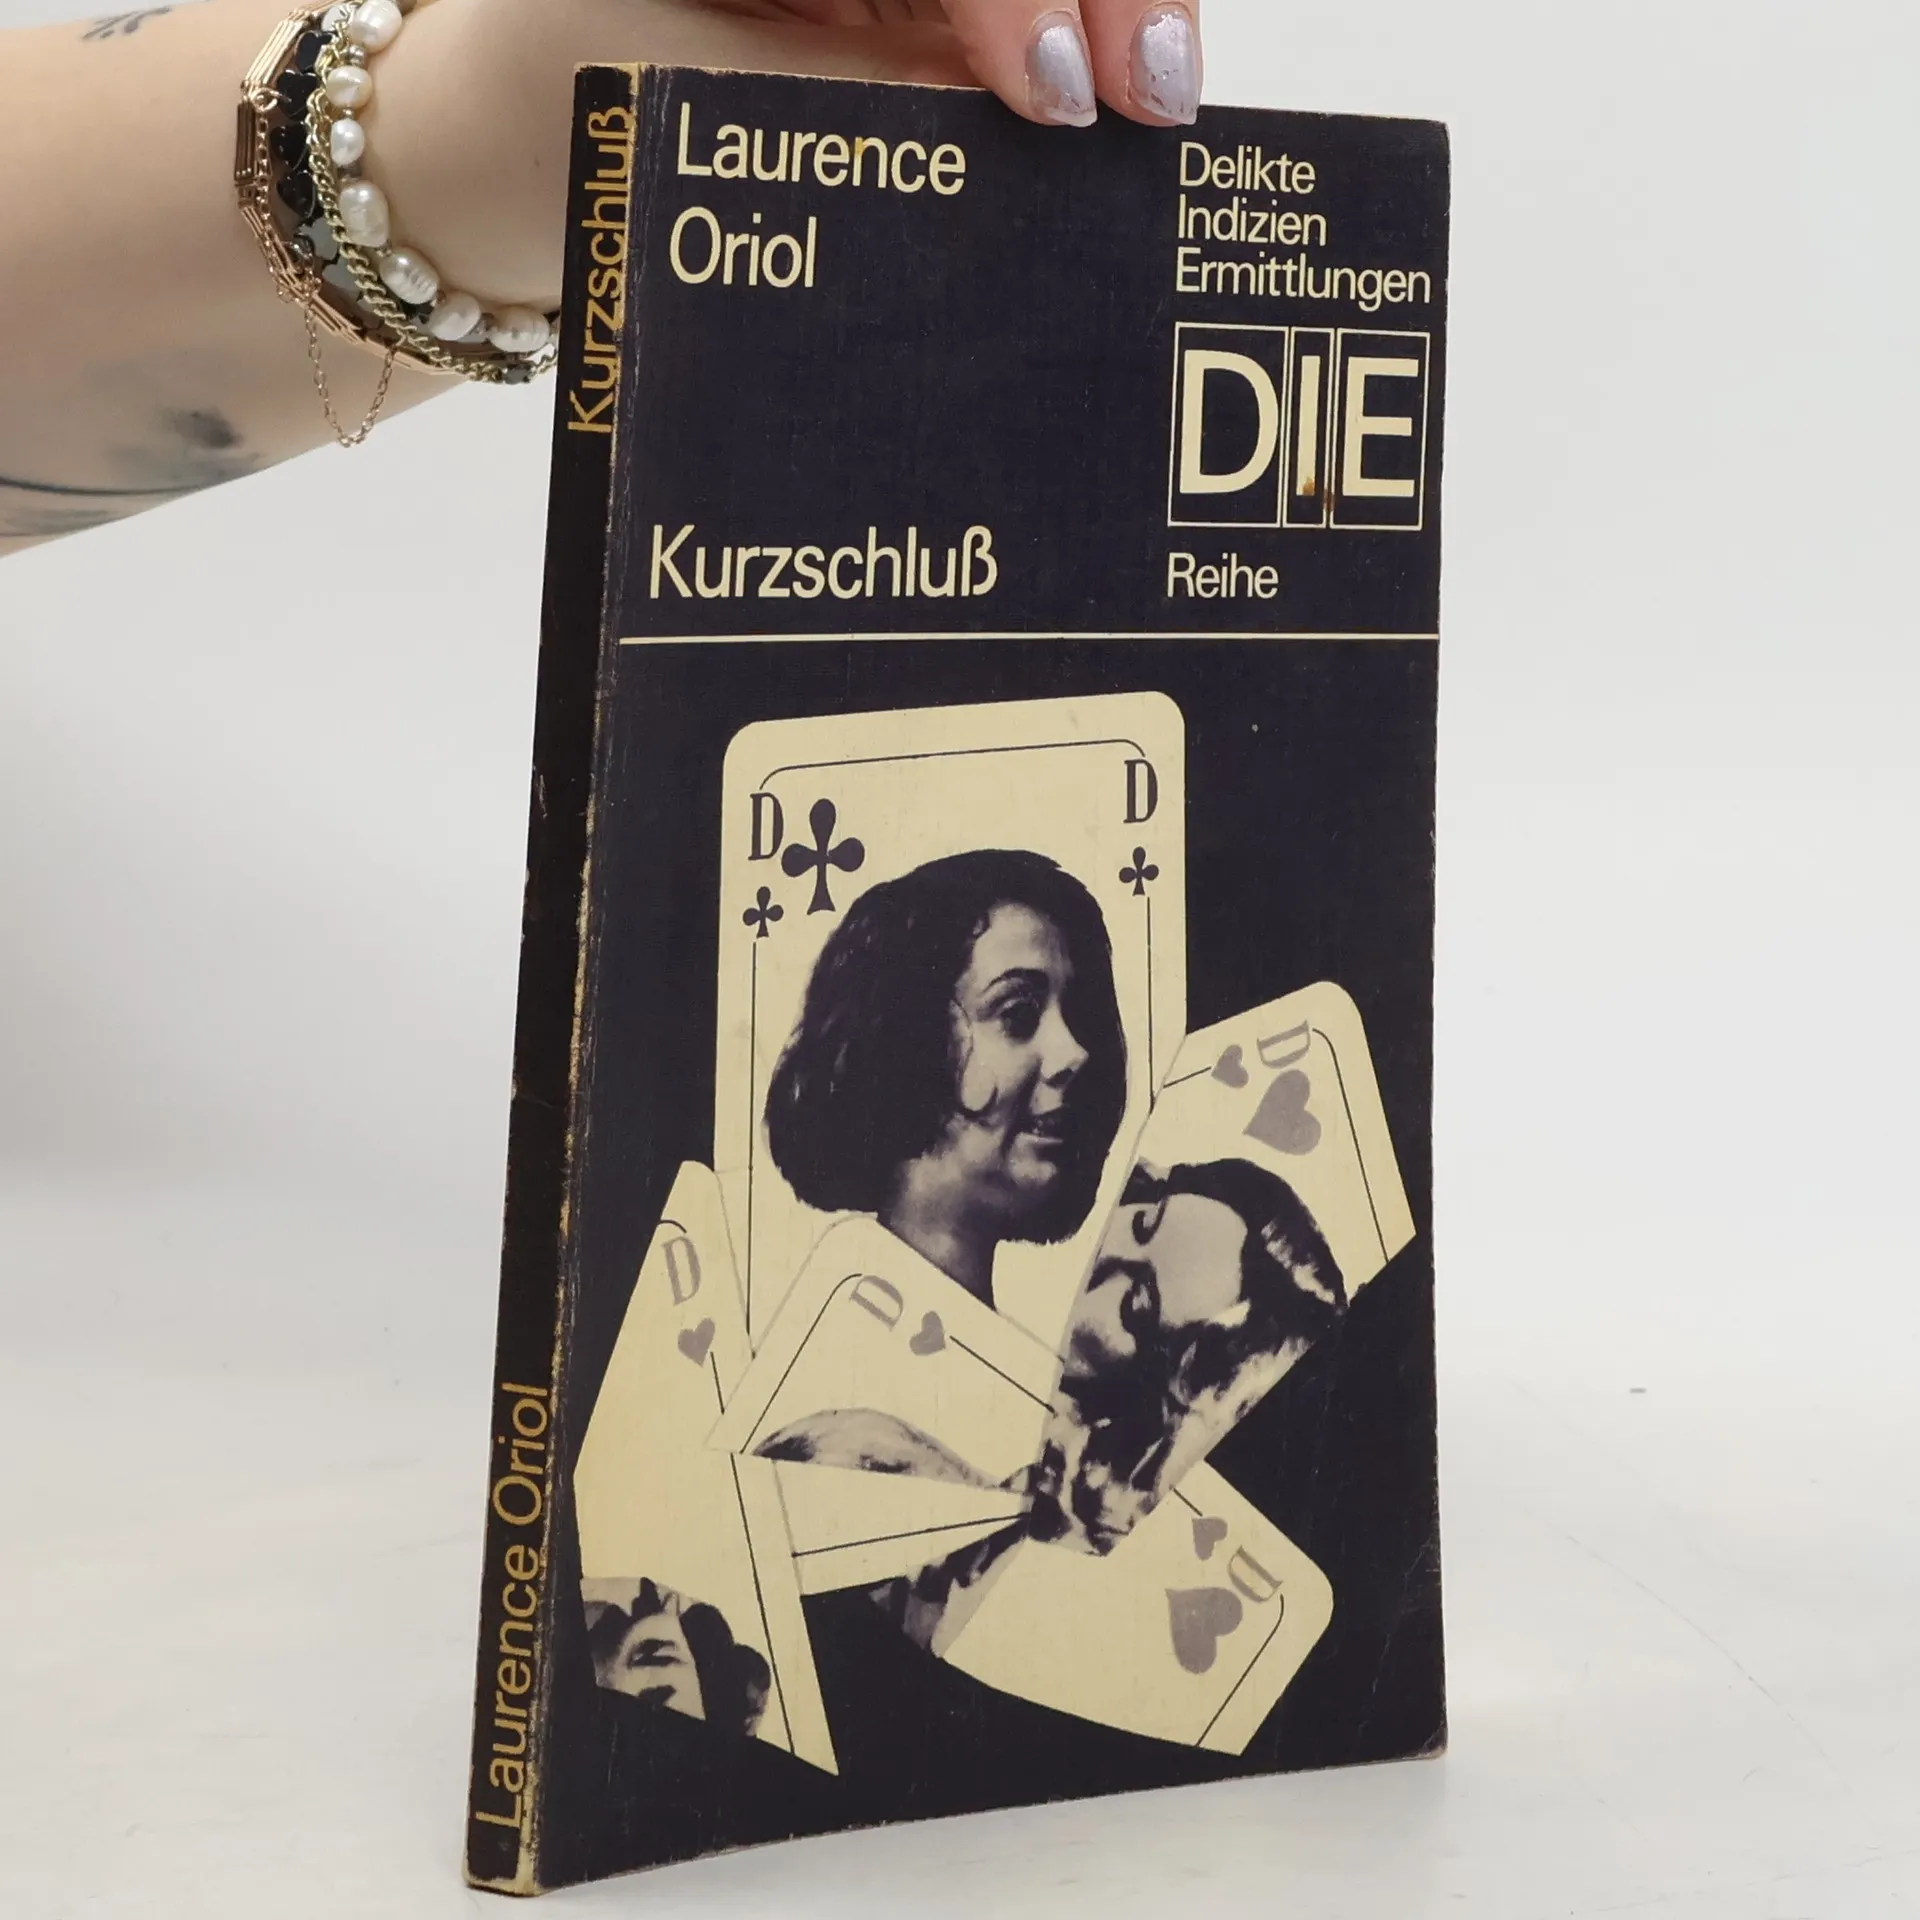 Laurence
Oriol
Kurzschluß
Delikte
Indizien
Ermittlungen
DIE
Reihe
D
D
D
D
D
D
Kurzschluß
Laurence Oriol